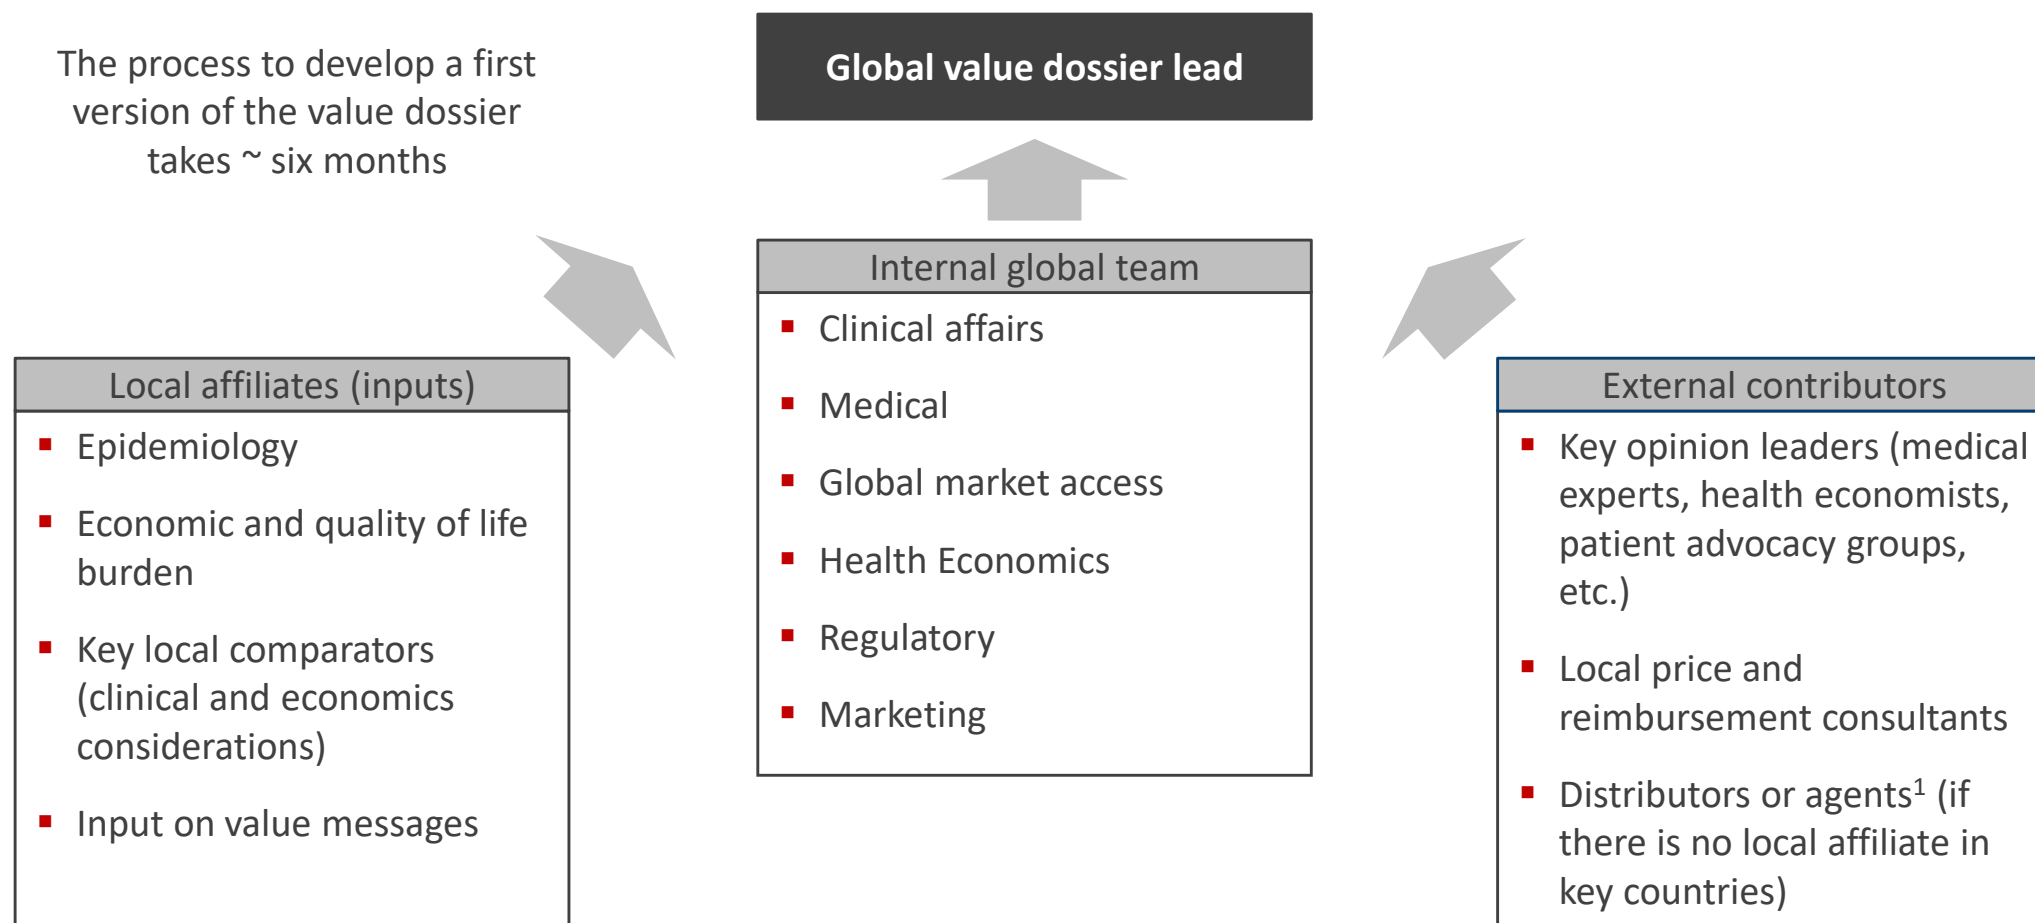 The process to develop a first
version of the value dossier
takes ~ six months
Global value dossier lead
Local affiliates (inputs)
▪ Epidemiology
▪ Economic and quality of life
burden
▪ Key local comparators
(clinical and economics
considerations)
▪ Input on value messages
Internal global team
▪ Clinical affairs
▪ Medical
▪ Global market access
▪ Health Economics
▪ Regulatory
▪ Marketing
External contributors
▪ Key opinion leaders (medical
experts, health economists,
patient advocacy groups,
etc.)
▪ Local price and
reimbursement consultants
▪ Distributors or agents¹ (if
there is no local affiliate in
key countries)